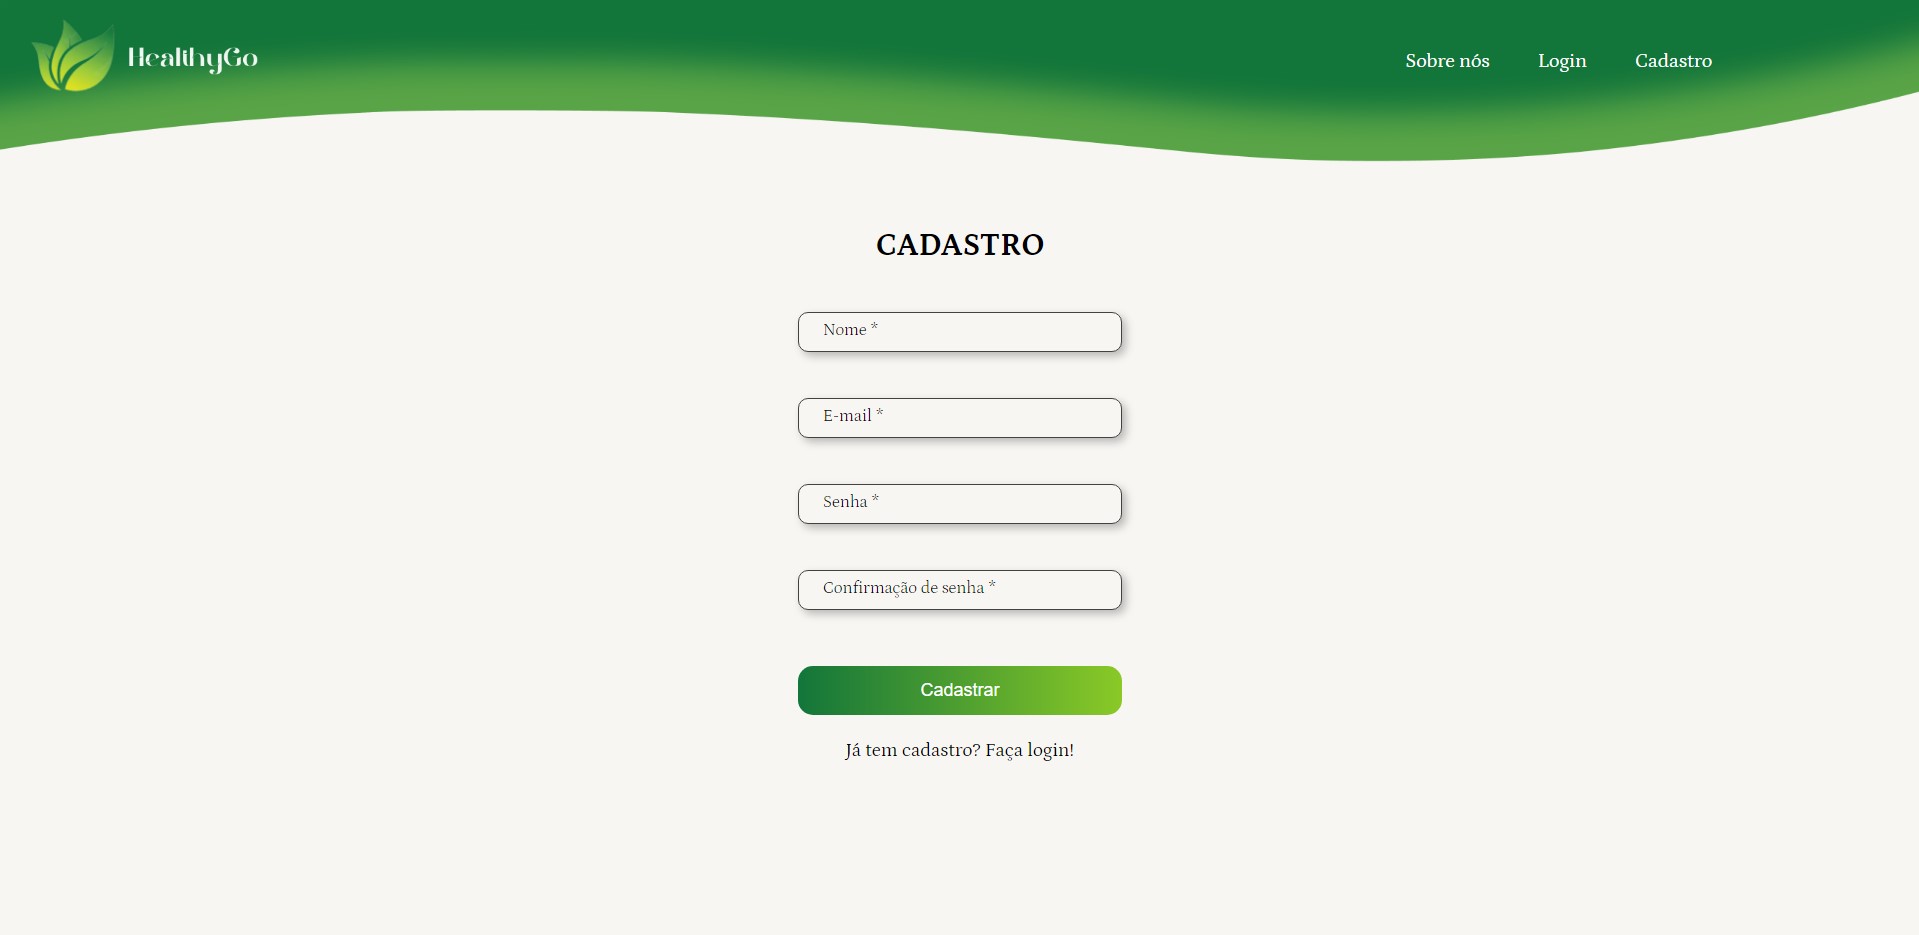 HealthyGo
Sobre nós
Login
Cadastro
CADASTRO
Nome *
E-mail *
Senha *
Confirmação de senha *
Cadastrar
Já tem cadastro? Faça login!